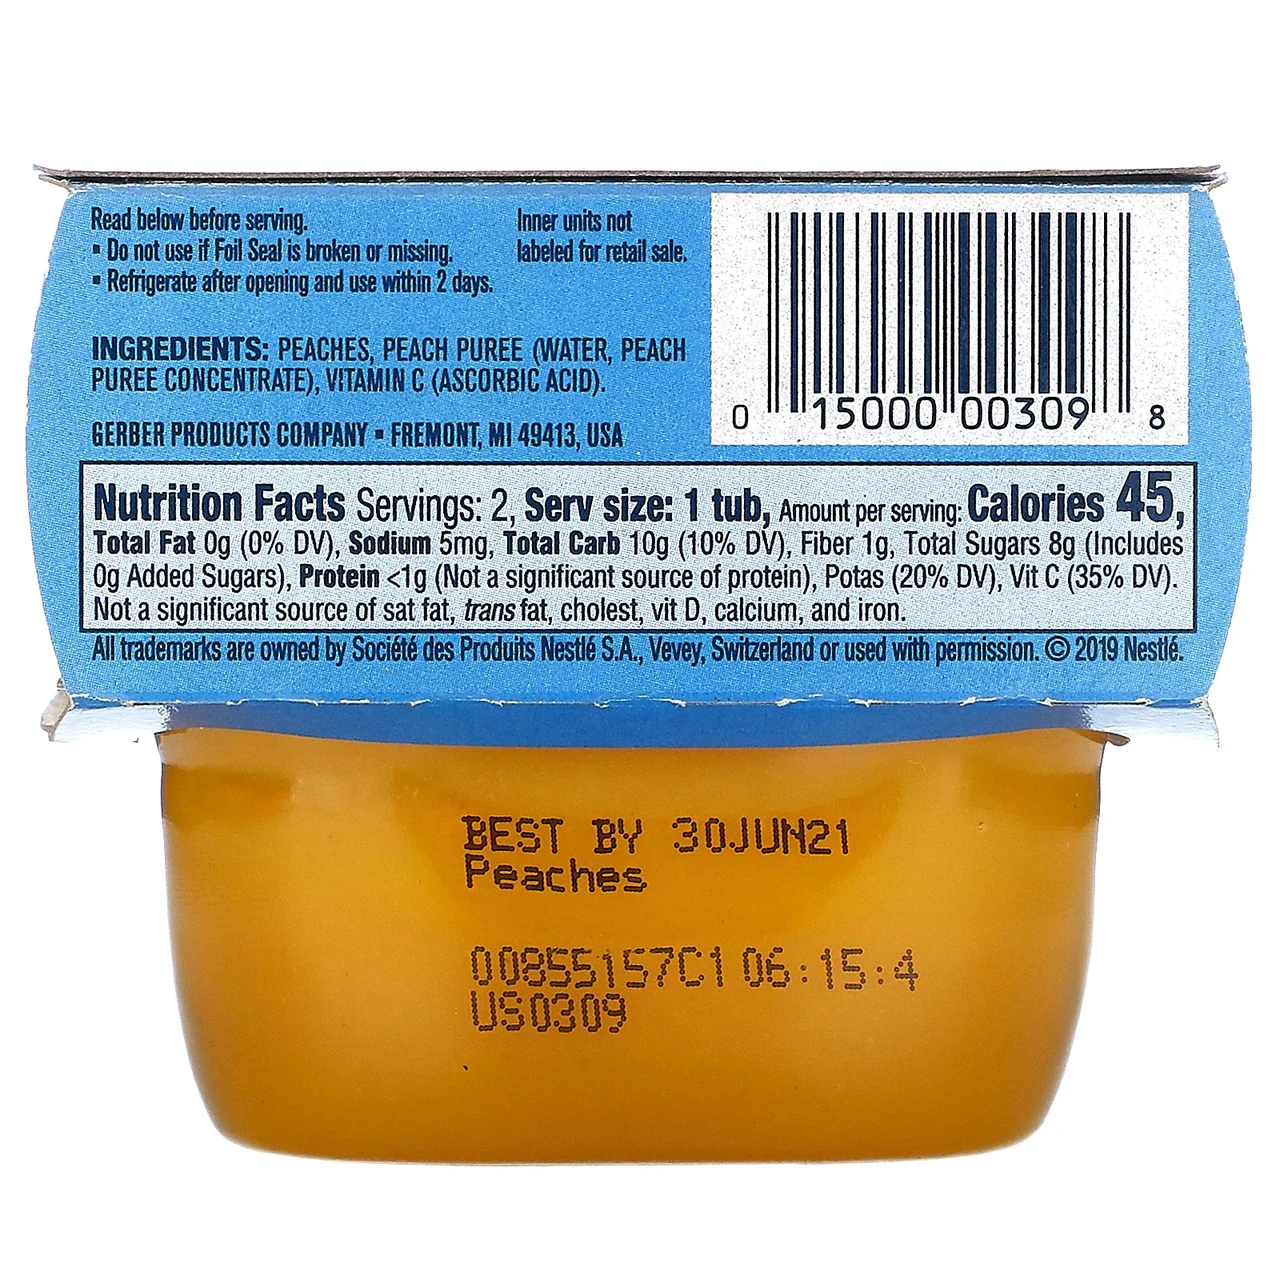 Read below before serving.
▪ Do not use if Foil Seal is broken or missing.
▪ Refrigerate after opening and use within 2 days.
Inner units not
labeled for retail sale.
INGREDIENTS: PEACHES, PEACH PUREE (WATER, PEACH
PUREE CONCENTRATE), VITAMIN C (ASCORBIC ACID).
GERBER PRODUCTS COMPANY ▪ FREMONT, MI 49413, USA
0 15000 00309 8
Nutrition Facts Servings: 2, Serv size: 1 tub, Amount per serving: Calories 45,
Total Fat 0g (0% DV), Sodium 5mg, Total Carb 10g (10% DV), Fiber 1g, Total Sugars 8g (Includes
0g Added Sugars), Protein <1g (Not a significant source of protein), Potas (20% DV), Vit C (35% DV).
Not a significant source of sat fat, trans fat, cholest, vit D, calcium, and iron.
All trademarks are owned by Société des Produits Nestlé S.A., Vevey, Switzerland or used with permission. © 2019 Nestlé.
BEST BY 30JUN21
Peaches
00855157C1 06:15:4
US0309